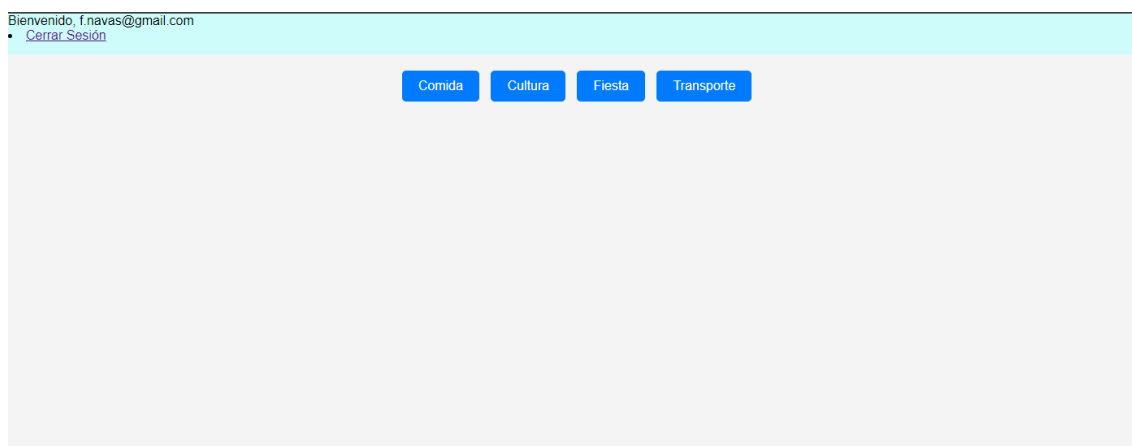 Bienvenido, f.navas@gmail.com
Cerrar Sesión
Comida Cultura Fiesta Transporte